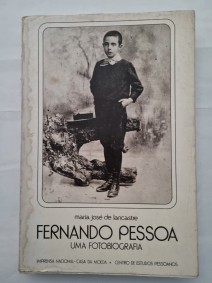 maria josé de lancastre
FERNANDO PESSOA
UMA FOTOBIOGRAFIA
IMPRENSA NACIONAL-CASA DA MOEDA • CENTRO DE ESTUDOS PESSOANOS